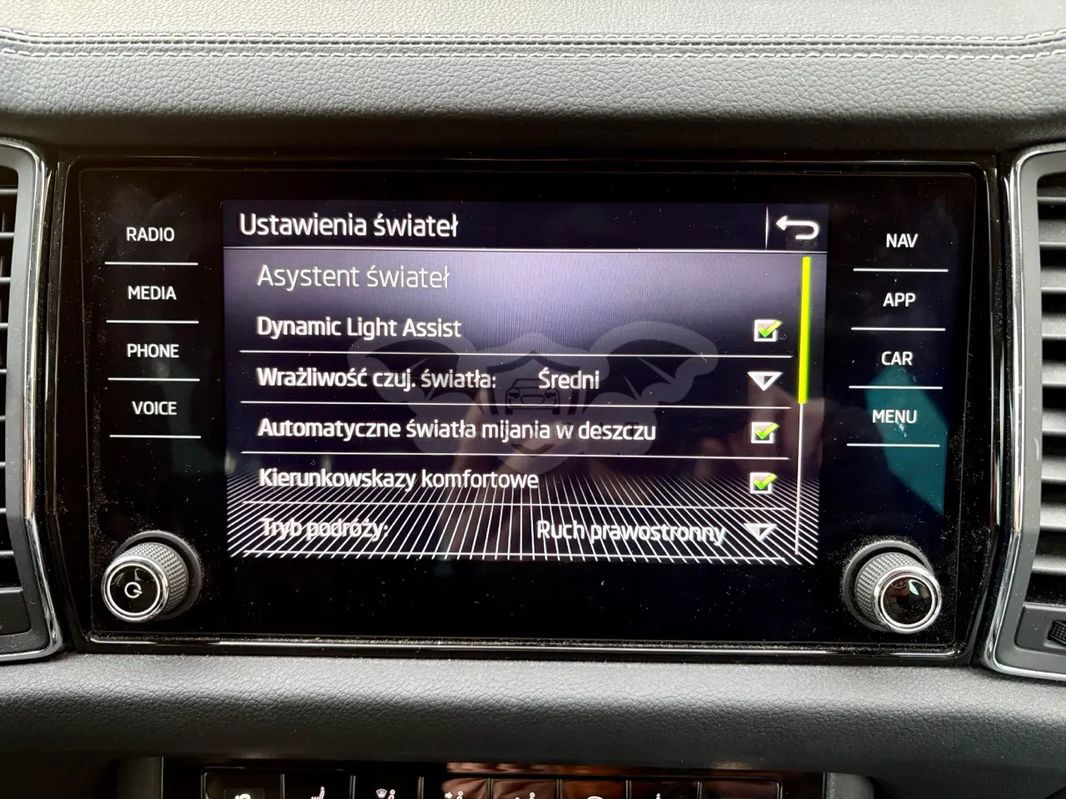 RADIO
MEDIA
PHONE
VOICE
Ustawienia świateł
Asystent świateł
Dynamic Light Assist
Wrażliwość czuj. światła: Średni
Automatyczne światła mijania w deszczu
Kierunkowskazy komfortowe
Tryb podróży: Ruch prawostronny
NAV
APP
CAR
MENU